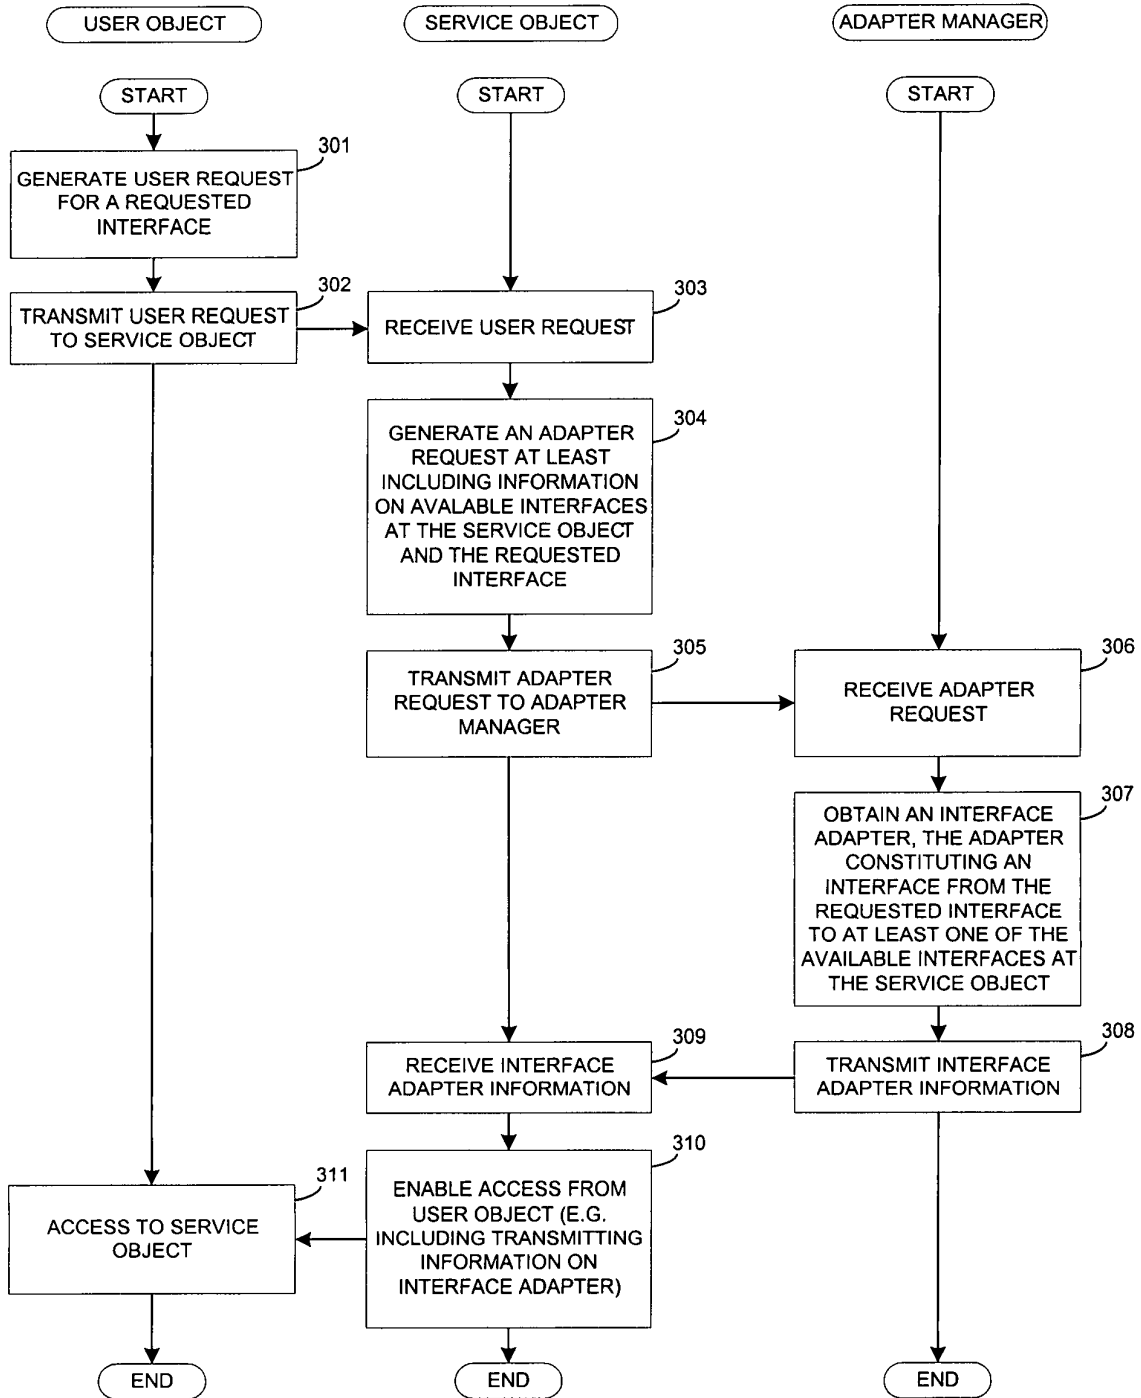 USER OBJECT
SERVICE OBJECT
ADAPTER MANAGER
START
START
START
301
GENERATE USER REQUEST
FOR A REQUESTED
INTERFACE
302
TRANSMIT USER REQUEST
TO SERVICE OBJECT
303
RECEIVE USER REQUEST
304
GENERATE AN ADAPTER
REQUEST AT LEAST
INCLUDING INFORMATION
ON AVALABLE INTERFACES
AT THE SERVICE OBJECT
AND THE REQUESTED
INTERFACE
305
TRANSMIT ADAPTER
REQUEST TO ADAPTER
MANAGER
306
RECEIVE ADAPTER
REQUEST
307
OBTAIN AN INTERFACE
ADAPTER, THE ADAPTER
CONSTITUTING AN
INTERFACE FROM THE
REQUESTED INTERFACE
TO AT LEAST ONE OF THE
AVAILABLE INTERFACES AT
THE SERVICE OBJECT
308
TRANSMIT INTERFACE
ADAPTER INFORMATION
309
RECEIVE INTERFACE
ADAPTER INFORMATION
310
ENABLE ACCESS FROM
USER OBJECT (E.G.
INCLUDING TRANSMITTING
INFORMATION ON
INTERFACE ADAPTER)
311
ACCESS TO SERVICE
OBJECT
END
END
END